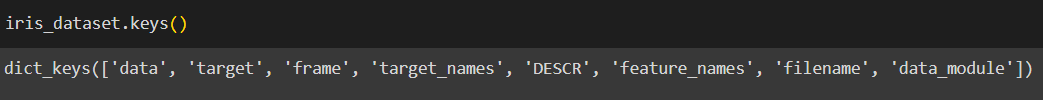 iris_dataset.keys()
dict_keys(['data', 'target', 'frame', 'target_names', 'DESCR', 'feature_names', 'filename', 'data_module'])